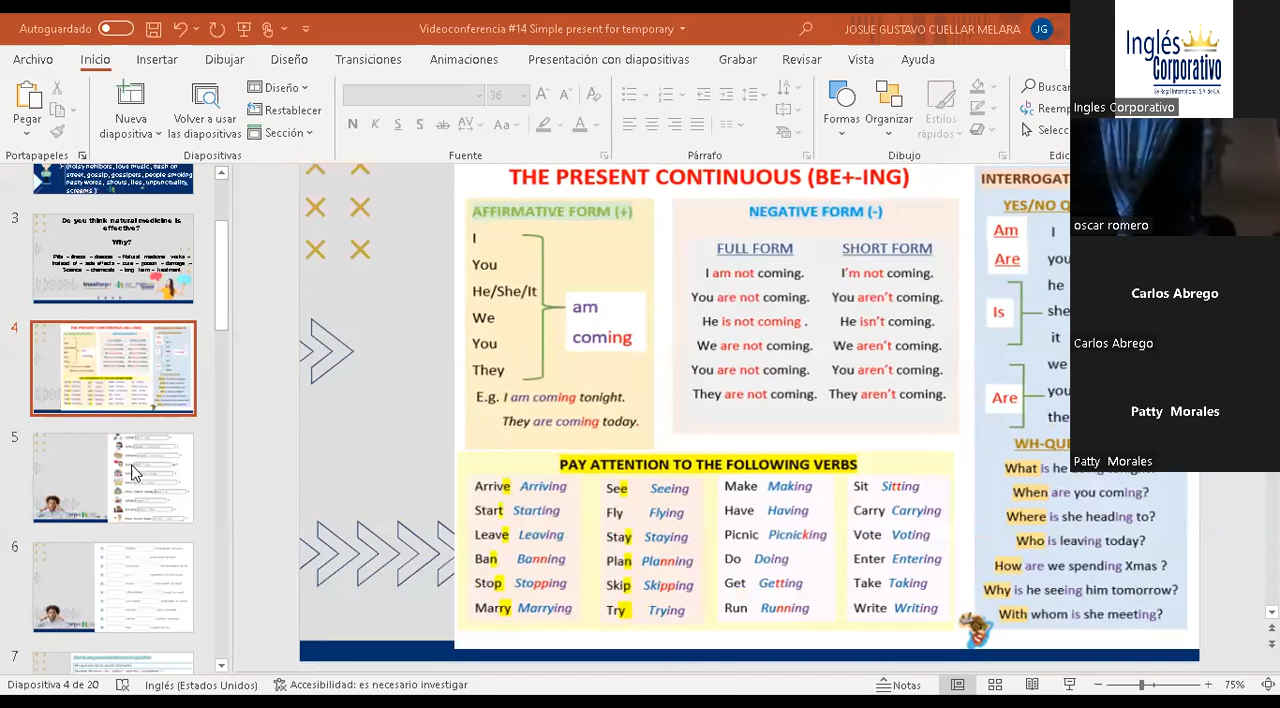 Autoguardado
Videoconferencia #14 Simple present for temporary
JOSUE GUSTAVO CUELLAR MELARA
JG
Archivo Inicio Insertar Dibujar Diseño Transiciones Animaciones Presentación con diapositivas Grabar Revisar Vista Ayuda
Pegar
Nueva diapositiva
Volver a usar las diapositivas
Diseño
Restablecer
Sección
36
Formas
Organizar
Estilos rápidos
Portapapeles
Diapositivas
Fuente
Párrafo
Dibujo
Inglés
Corporativo
Ingles Corporativo
oscar romero
Carlos Abrego
Carlos Abrego
Patty Morales
Patty Morales
3
Do you think natural medicine is
effective?
Why?
4
5
6
7
THE PRESENT CONTINUOUS (BE+-ING)
AFFIRMATIVE FORM (+)
I
You
He/She/It
We
You
They
am
coming
E.g. I am coming tonight.
They are coming today.
NEGATIVE FORM (-)
FULL FORM SHORT FORM
I am not coming. I'm not coming.
You are not coming. You aren't coming.
He is not coming . He isn't coming.
We are not coming. We aren't coming.
You are not coming. You aren't coming.
They are not coming. They aren't coming.
YES/NO
Am I
Are
he
Is
it
we
Are
PAY ATTENTION TO THE FOLLOWING VERBS
Arrive Arriving See Seeing Make Making Sit Sitting
Start Starting Fly Flying Have Having Carry Carrying
Leave Leaving Stay Staying Picnic Picnicking Vote Voting
Ban Banning Plan Planning Do Doing Enter Entering
Stop Stopping Skip Skipping Get Getting Take Taking
Marry Marrying Try Trying Run Running Write Writing
What is he
When are you coming?
Where is she heading to?
Who is leaving today?
How are we spending Xmas ?
Why is he seeing him tomorrow?
With whom is she meeting?
Diapositiva 4 de 20
Inglés (Estados Unidos)
Accesibilidad: es necesario investigar
Notas
75%